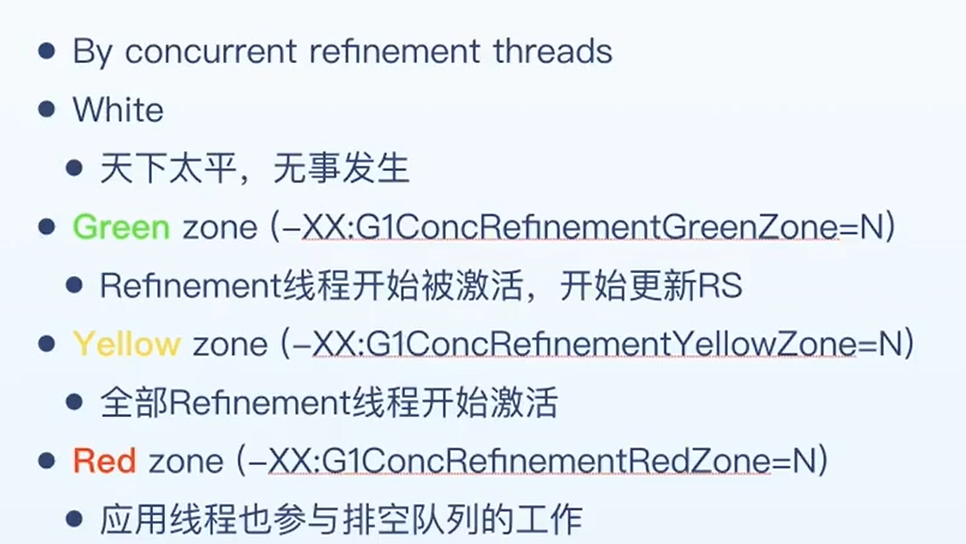 By concurrent refinement threads
White
天下太平，无事发生
Green zone (-XX:G1ConcRefinementGreenZone=N)
Refinement线程开始被激活，开始更新RS
Yellow zone (-XX:G1ConcRefinementYellowZone=N)
全部Refinement线程开始激活
Red zone (-XX:G1ConcRefinementRedZone=N)
应用线程也参与排空队列的工作